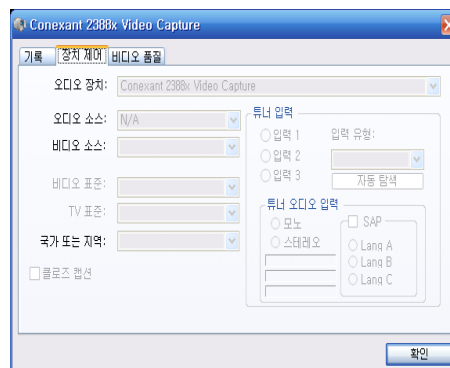 Conexant 2388x Video Capture
기록 장치 제어 비디오 품질
오디오 장치: Conexant 2388x Video Capture
오디오 소스: N/A
비디오 소스:
비디오 표준:
TV 표준:
국가 또는 지역:
클로즈 캡션
튜너 입력
입력 1 입력 유형:
입력 2
입력 3 자동 탐색
튜너 오디오 입력
모노 SAP
스테레오 Lang A
Lang B
Lang C
확인